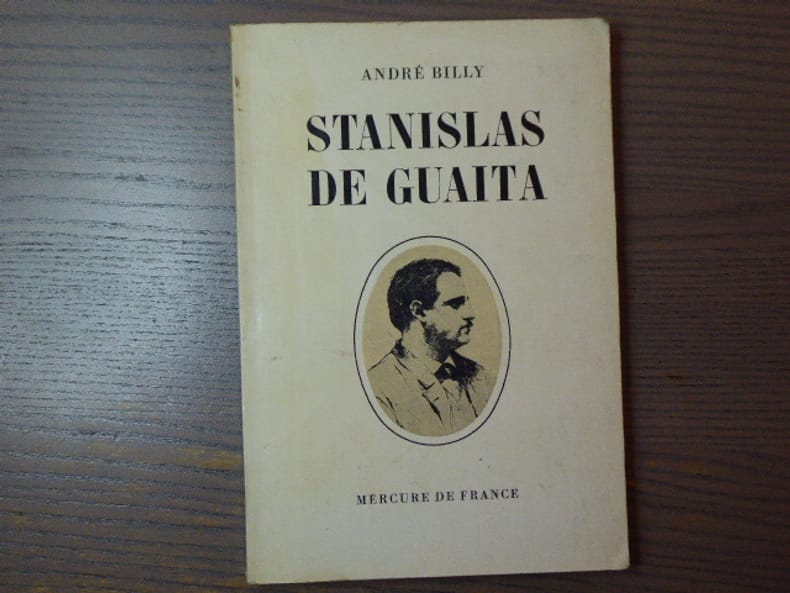 ANDRÉ BILLY
STANISLAS
DE GUAITA
MERCURE DE FRANCE